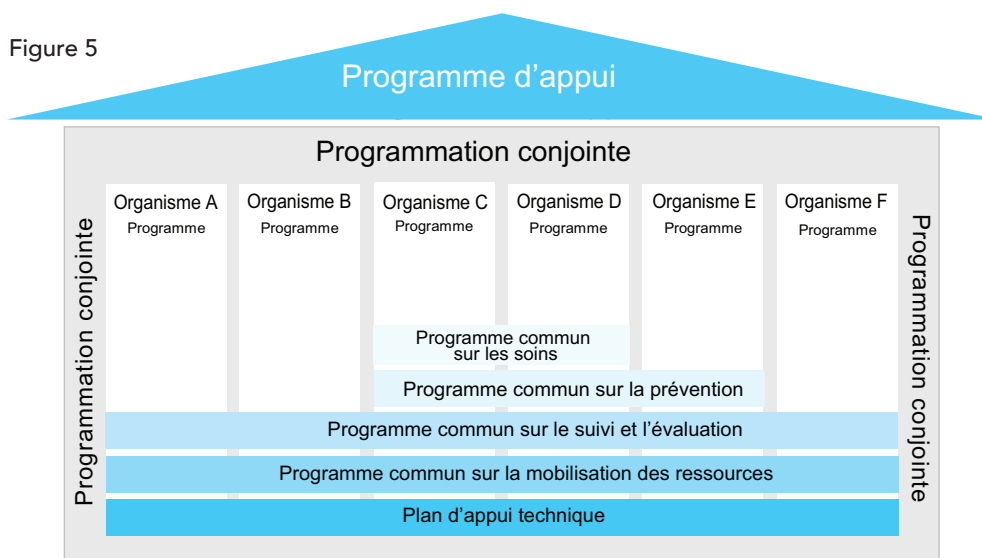 Figure 5
Programme d'appui
Programmation conjointe
Programmation conjointe
Organisme A
Programme
Organisme B
Programme
Organisme C
Programme
Organisme D
Programme
Organisme E
Programme
Organisme F
Programme
Programmation conjointe
Programme commun
sur les soins
Programme commun sur la prévention
Programme commun sur le suivi et l'évaluation
Programme commun sur la mobilisation des ressources
Plan d'appui technique